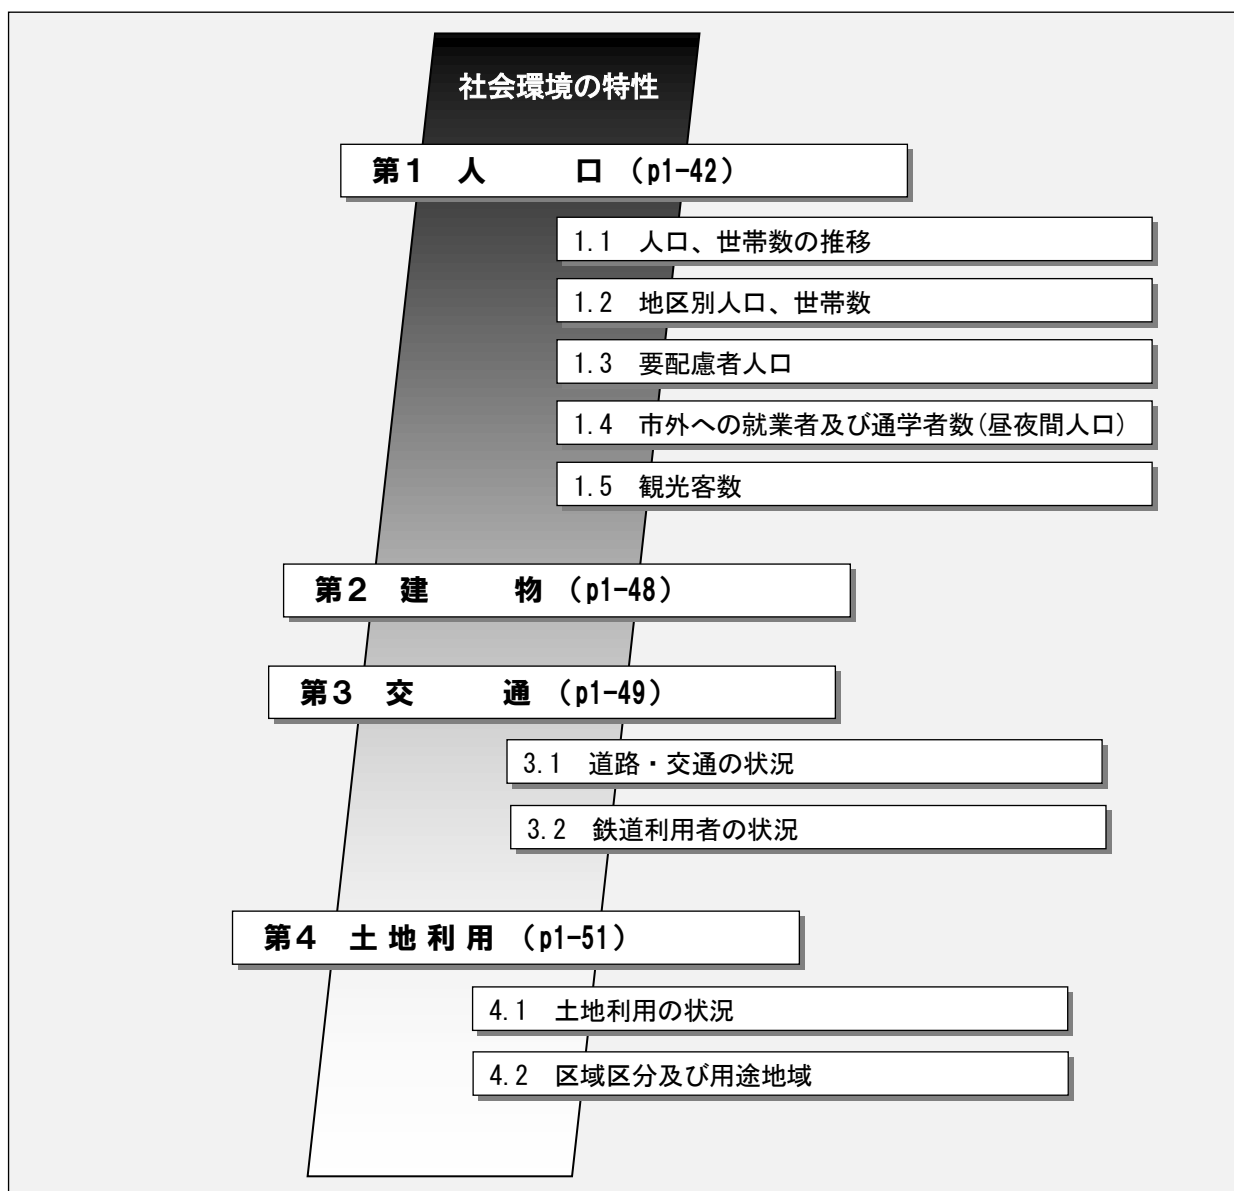 社会環境の特性
第1 人　　口 (p1-42)
1.1 人口、世帯数の推移
1.2 地区別人口、世帯数
1.3 要配慮者人口
1.4 市外への就業者及び通学者数(昼夜間人口)
1.5 観光客数
第2 建　　物 (p1-48)
第3 交　　通 (p1-49)
3.1 道路・交通の状況
3.2 鉄道利用者の状況
第4 土地利用 (p1-51)
4.1 土地利用の状況
4.2 区域区分及び用途地域